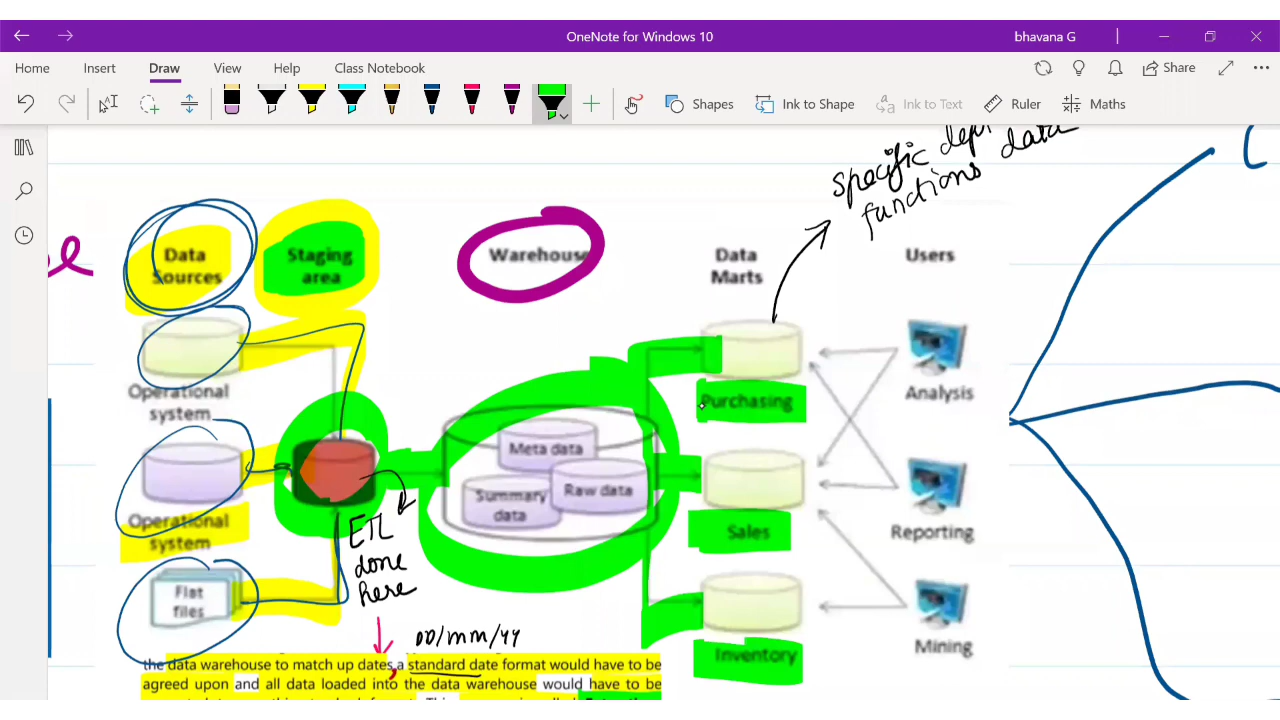 OneNote for Windows 10
bhavana G
Home Insert Draw View Help Class Notebook
Share
Shapes Ink to Shape Ink to Text Ruler Maths
specific
data
functions
Data
Sources
Staging
area
Warehouse
Data
Marts
Users
Operational
system
Operational
system
Flat
files
ETL
done
here
Meta data
Summary
data
Raw data
Purchasing
Sales
Inventory
Analysis
Reporting
Mining
DD/MM/YY
the data warehouse to match up dates, a standard date format would have to be
agreed upon and all data loaded into the data warehouse would have to be